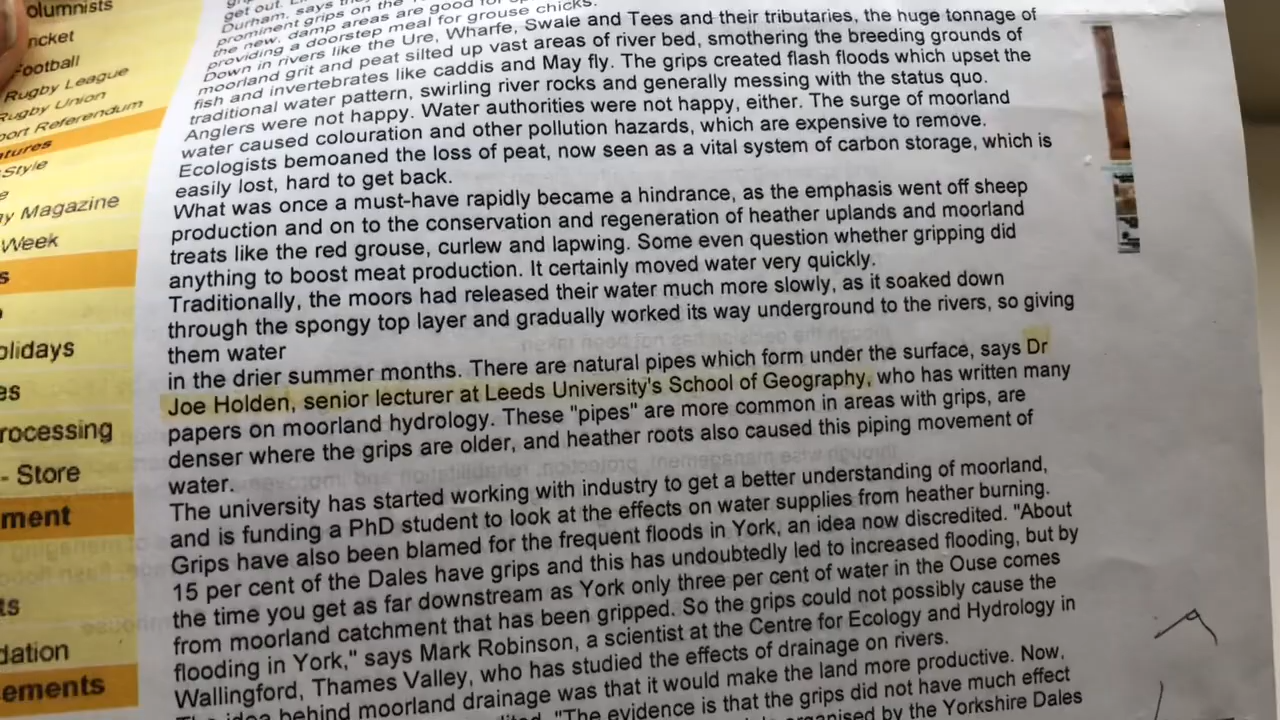 olumnists
ncket
Football
Rugby League
Rugby Union
port Referendum
atures
Style
e
ry Magazine
Week
s
olidays
es
rocessing
- Store
ment
ts
dation
ements
get out.
Durham, says
prominent grips on the
the new, damp areas are good for
providing a doorstep meal for grouse chicks.
Down in rivers like the Ure, Wharfe, Swale and Tees and their tributaries, the huge tonnage of
moorland grit and peat silted up vast areas of river bed, smothering the breeding grounds of
fish and invertebrates like caddis and May fly. The grips created flash floods which upset the
traditional water pattern, swirling river rocks and generally messing with the status quo.
Anglers were not happy. Water authorities were not happy, either. The surge of moorland
water caused colouration and other pollution hazards, which are expensive to remove.
Ecologists bemoaned the loss of peat, now seen as a vital system of carbon storage, which is
easily lost, hard to get back.
What was once a must-have rapidly became a hindrance, as the emphasis went off sheep
production and on to the conservation and regeneration of heather uplands and moorland
treats like the red grouse, curlew and lapwing. Some even question whether gripping did
anything to boost meat production. It certainly moved water very quickly.
Traditionally, the moors had released their water much more slowly, as it soaked down
through the spongy top layer and gradually worked its way underground to the rivers, so giving
them water
in the drier summer months. There are natural pipes which form under the surface, says Dr
Joe Holden, senior lecturer at Leeds University's School of Geography, who has written many
papers on moorland hydrology. These "pipes" are more common in areas with grips, are
denser where the grips are older, and heather roots also caused this piping movement of
water.
The university has started working with industry to get a better understanding of moorland,
and is funding a PhD student to look at the effects on water supplies from heather burning.
Grips have also been blamed for the frequent floods in York, an idea now discredited. "About
15 per cent of the Dales have grips and this has undoubtedly led to increased flooding, but by
the time you get as far downstream as York only three per cent of water in the Ouse comes
from moorland catchment that has been gripped. So the grips could not possibly cause the
flooding in York," says Mark Robinson, a scientist at the Centre for Ecology and Hydrology in
Wallingford, Thames Valley, who has studied the effects of drainage on rivers.
The idea behind moorland drainage was that it would make the land more productive. Now,
"The evidence is that the grips did not have much effect
organised by the Yorkshire Dales